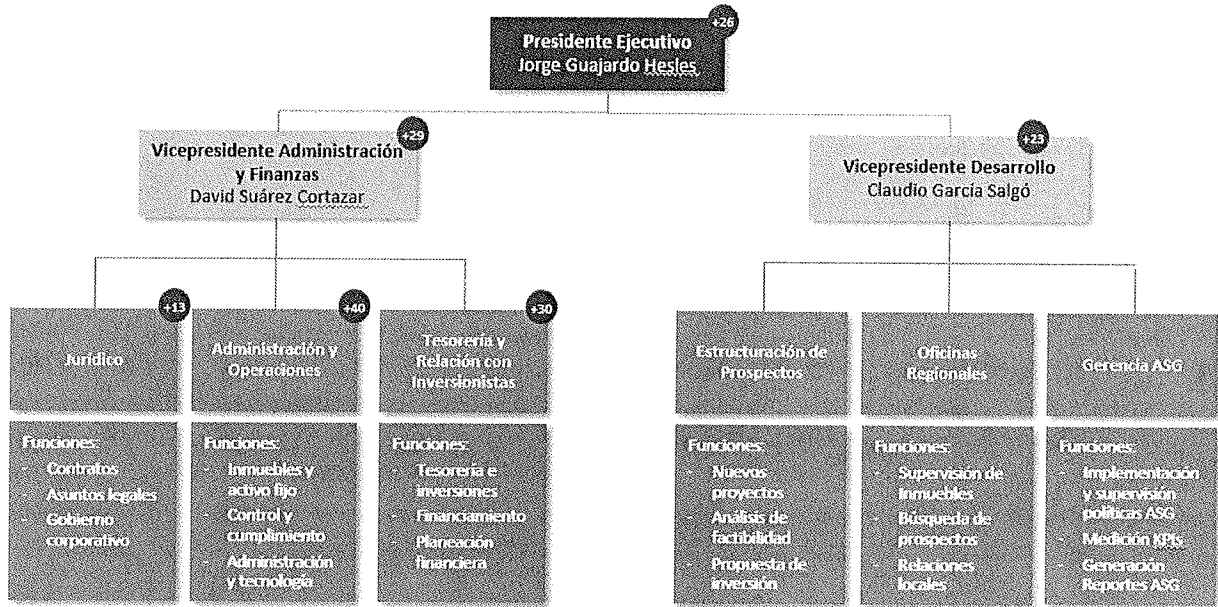 +26
Presidente Ejecutivo
Jorge Guajardo Hesles
+29
Vicepresidente Administración
y Finanzas
David Suárez Cortazar
+23
Vicepresidente Desarrollo
Claudio García Salgó
+13
Jurídico
+40
Administración y
Operaciones
+30
Tesorería y
Relación con
Inversionistas
Estructuración de
Prospectos
Oficinas
Regionales
Gerencia ASG
Funciones:
- Contratos
- Asuntos legales
- Gobierno
corporativo
Funciones:
- Inmuebles y
activo fijo
- Control y
cumplimiento
- Administración
y tecnología
Funciones:
- Tesorería e
inversiones
- Financiamiento
- Planeación
financiera
Funciones:
- Nuevos
proyectos
- Análisis de
factibilidad
- Propuesta de
inversión
Funciones:
- Supervisión de
Inmuebles
- Búsqueda de
prospectos
- Relaciones
locales
Funciones:
- Implementación
y supervisión
políticas ASG
- Medición KPIs
- Generación
Reportes ASG